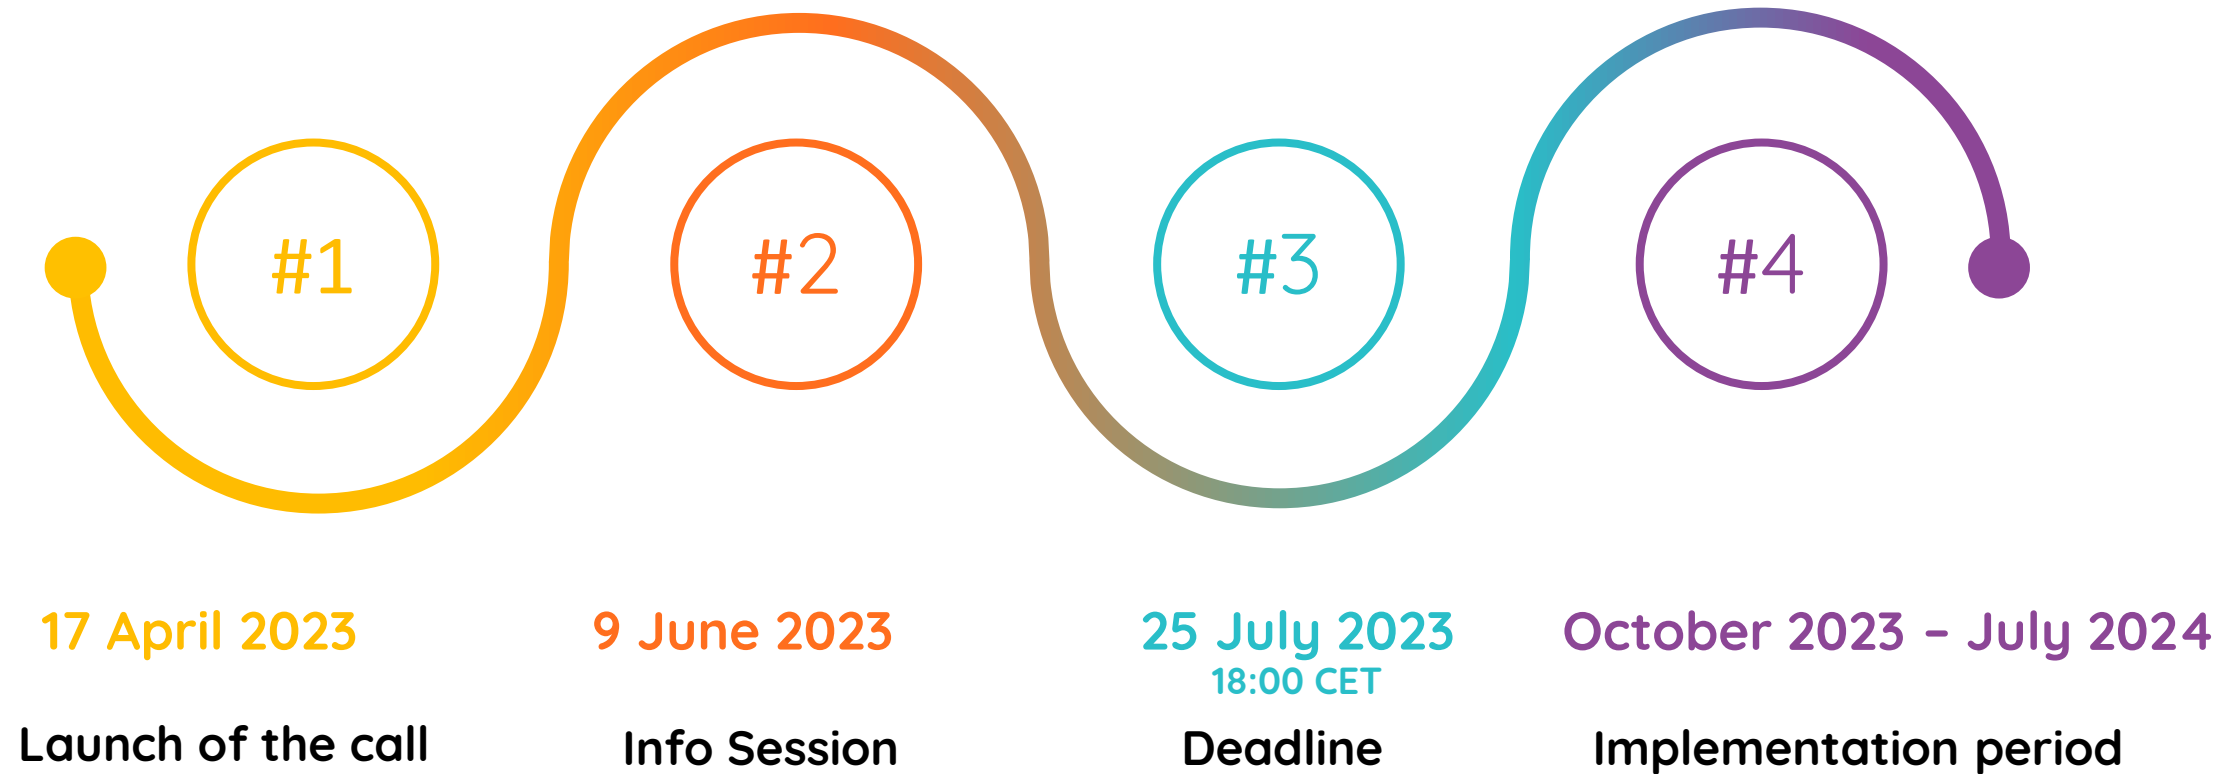 #1
#2
#3
#4
17 April 2023
9 June 2023
25 July 2023
18:00 CET
October 2023 – July 2024
Launch of the call
Info Session
Deadline
Implementation period